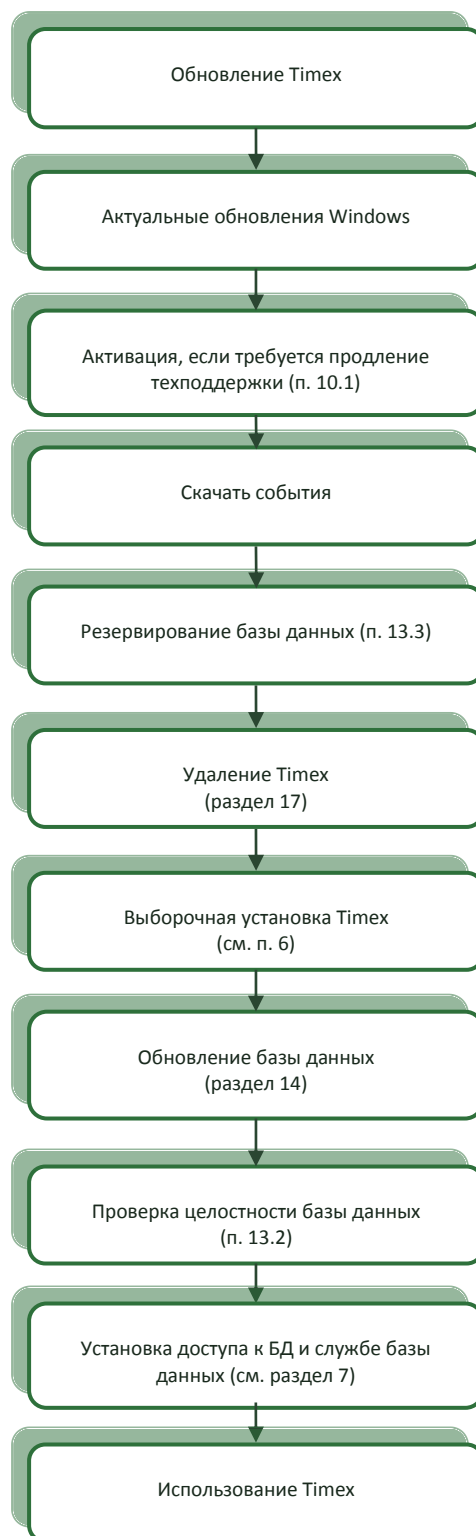 Обновление Timex
Актуальные обновления Windows
Активация, если требуется продление
техподдержки (п. 10.1)
Скачать события
Резервирование базы данных (п. 13.3)
Удаление Timex
(раздел 17)
Выборочная установка Timex
(см. п. 6)
Обновление базы данных
(раздел 14)
Проверка целостности базы данных
(п. 13.2)
Установка доступа к БД и службе базы
данных (см. раздел 7)
Использование Timex